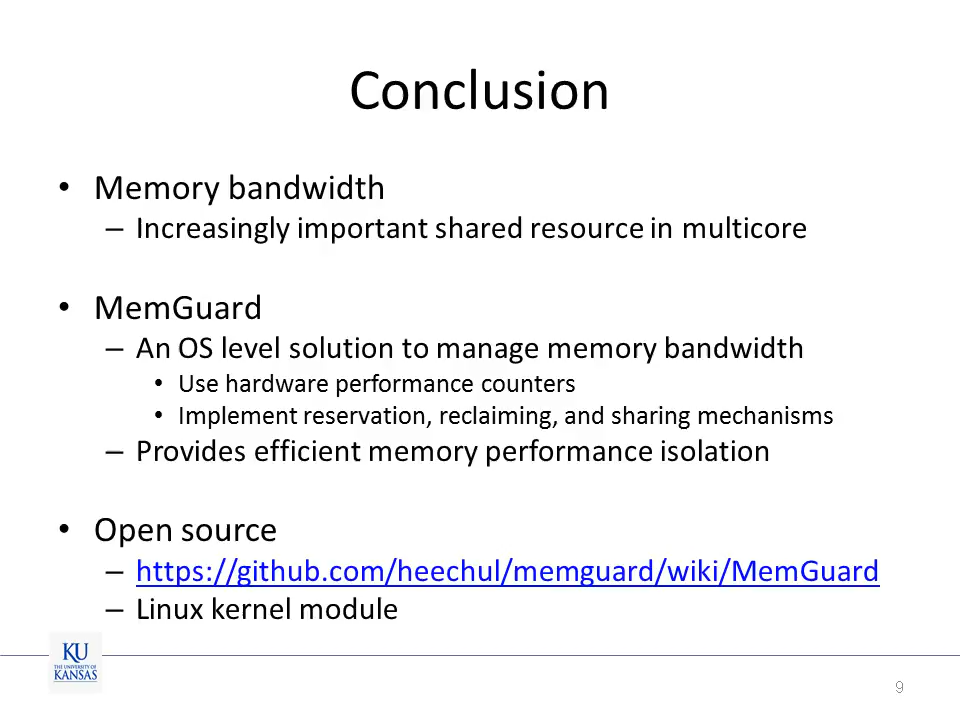 Conclusion
• Memory bandwidth
– Increasingly important shared resource in multicore
• MemGuard
– An OS level solution to manage memory bandwidth
• Use hardware performance counters
• Implement reservation, reclaiming, and sharing mechanisms
– Provides efficient memory performance isolation
• Open source
– https://github.com/heechul/memguard/wiki/MemGuard
– Linux kernel module
KU
THE UNIVERSITY OF
KANSAS
9